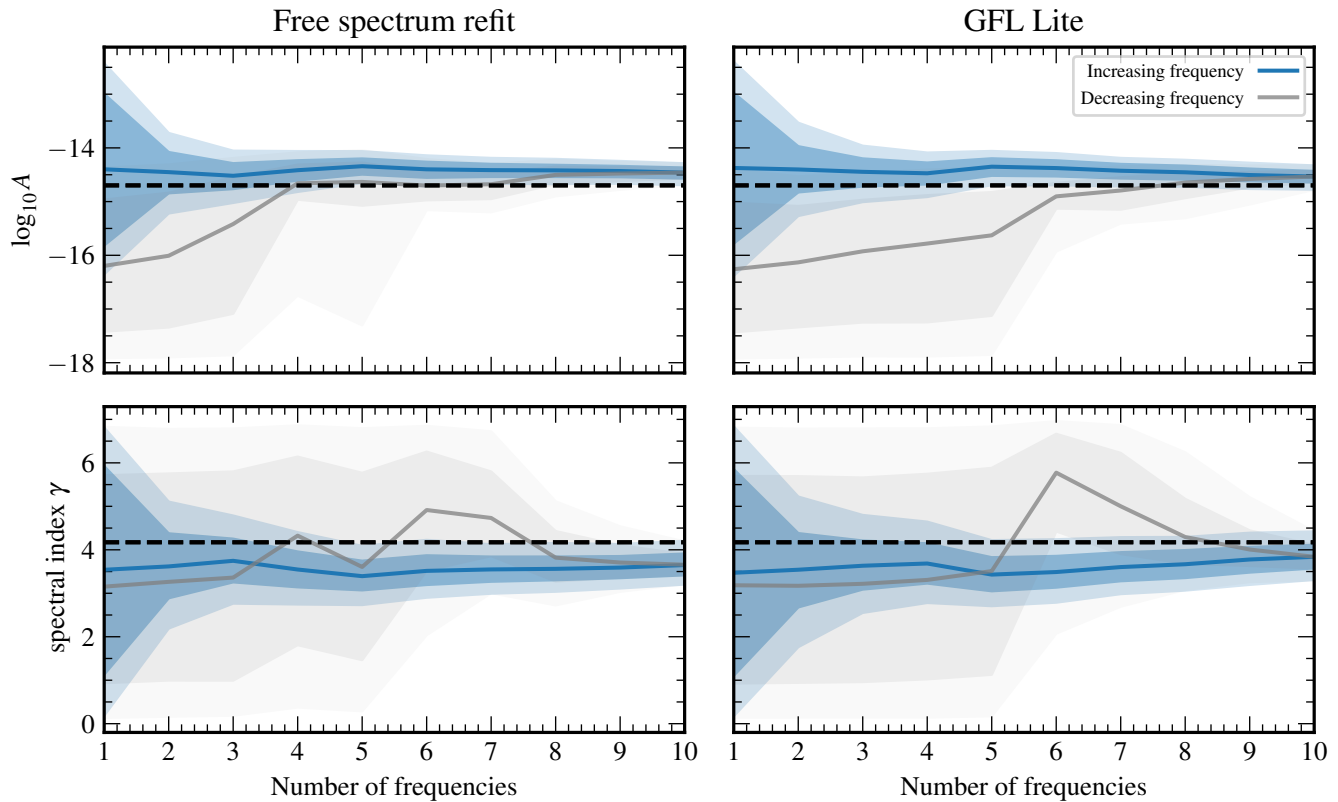 Free spectrum refit
GFL Lite
Increasing frequency
Decreasing frequency
−14
−16
−18
log₁₀ A
6
4
2
0
spectral index γ
1 2 3 4 5 6 7 8 9 10
1 2 3 4 5 6 7 8 9 10
Number of frequencies
Number of frequencies